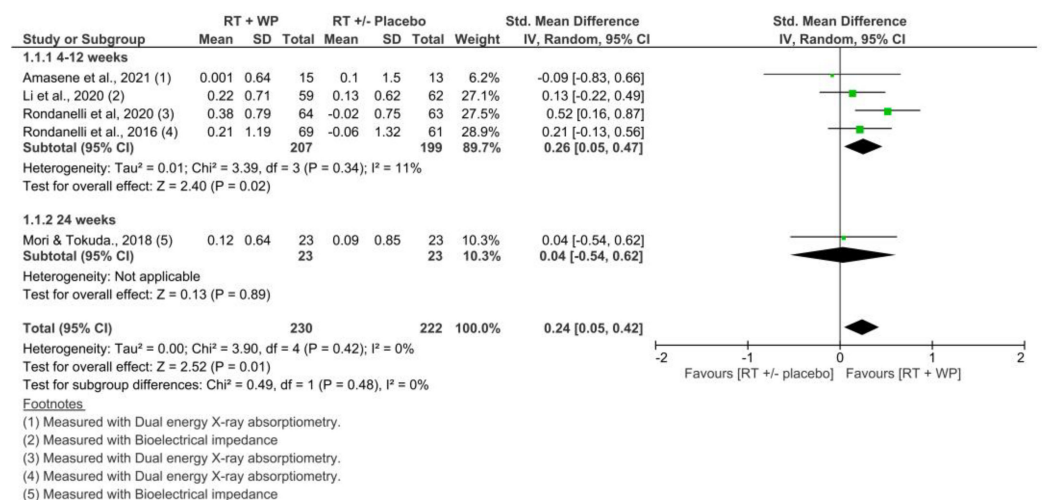 RT + WP RT +/- Placebo Std. Mean Difference Std. Mean Difference
Study or Subgroup Mean SD Total Mean SD Total Weight IV, Random, 95% CI IV, Random, 95% CI
1.1.1 4-12 weeks
Amasene et al., 2021 (1) 0.001 0.64 15 0.1 1.5 13 6.2% -0.09 [-0.83, 0.66]
Li et al., 2020 (2) 0.22 0.71 59 0.13 0.62 62 27.1% 0.13 [-0.22, 0.49]
Rondanelli et al, 2020 (3) 0.38 0.79 64 -0.02 0.75 63 27.5% 0.52 [0.16, 0.87]
Rondanelli et al., 2016 (4) 0.21 1.19 69 -0.06 1.32 61 28.9% 0.21 [-0.13, 0.56]
Subtotal (95% CI) 207 199 89.7% 0.26 [0.05, 0.47]
Heterogeneity: Tau² = 0.01; Chi² = 3.39, df = 3 (P = 0.34); I² = 11%
Test for overall effect: Z = 2.40 (P = 0.02)
1.1.2 24 weeks
Mori & Tokuda., 2018 (5) 0.12 0.64 23 0.09 0.85 23 10.3% 0.04 [-0.54, 0.62]
Subtotal (95% CI) 23 23 10.3% 0.04 [-0.54, 0.62]
Heterogeneity: Not applicable
Test for overall effect: Z = 0.13 (P = 0.89)
Total (95% CI) 230 222 100.0% 0.24 [0.05, 0.42]
Heterogeneity: Tau² = 0.00; Chi² = 3.90, df = 4 (P = 0.42); I² = 0%
Test for overall effect: Z = 2.52 (P = 0.01)
Test for subgroup differences: Chi² = 0.49, df = 1 (P = 0.48), I² = 0%
-2 -1 0 1 2
Favours [RT +/- placebo] Favours [RT + WP]
Footnotes
(1) Measured with Dual energy X-ray absorptiometry.
(2) Measured with Bioelectrical impedance
(3) Measured with Dual energy X-ray absorptiometry.
(4) Measured with Dual energy X-ray absorptiometry.
(5) Measured with Bioelectrical impedance